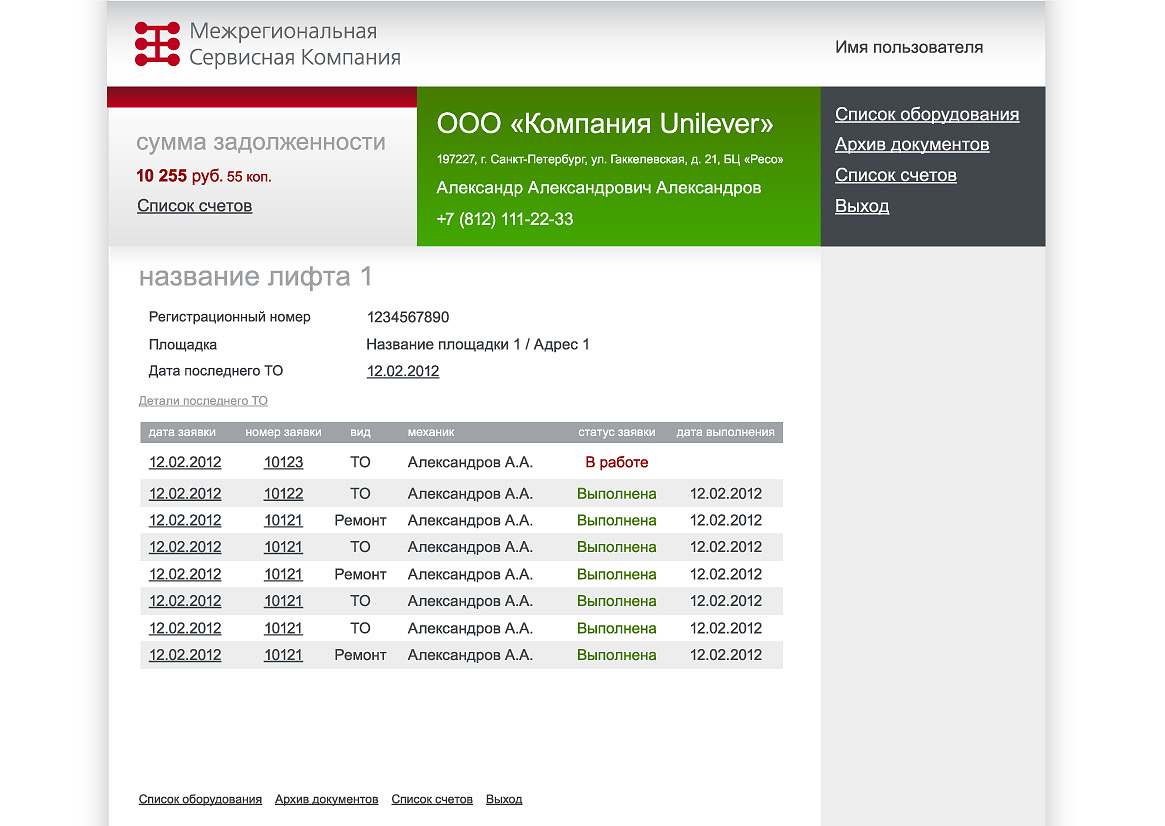 Межрегиональная
Сервисная Компания
Имя пользователя
сумма задолженности
10 255 руб. 55 коп.
Список счетов
ООО «Компания Unilever»
197227, г. Санкт-Петербург, ул. Гаккелевская, д. 21, БЦ «Ресо»
Александр Александрович Александров
+7 (812) 111-22-33
Список оборудования
Архив документов
Список счетов
Выход
название лифта 1
Регистрационный номер 1234567890
Площадка Название площадки 1 / Адрес 1
Дата последнего ТО 12.02.2012
Детали последнего ТО
дата заявки номер заявки вид механик статус заявки дата выполнения
12.02.2012 10123 ТО Александров А.А. В работе
12.02.2012 10122 ТО Александров А.А. Выполнена 12.02.2012
12.02.2012 10121 Ремонт Александров А.А. Выполнена 12.02.2012
12.02.2012 10121 ТО Александров А.А. Выполнена 12.02.2012
12.02.2012 10121 Ремонт Александров А.А. Выполнена 12.02.2012
12.02.2012 10121 ТО Александров А.А. Выполнена 12.02.2012
12.02.2012 10121 ТО Александров А.А. Выполнена 12.02.2012
12.02.2012 10121 Ремонт Александров А.А. Выполнена 12.02.2012
Список оборудования Архив документов Список счетов Выход